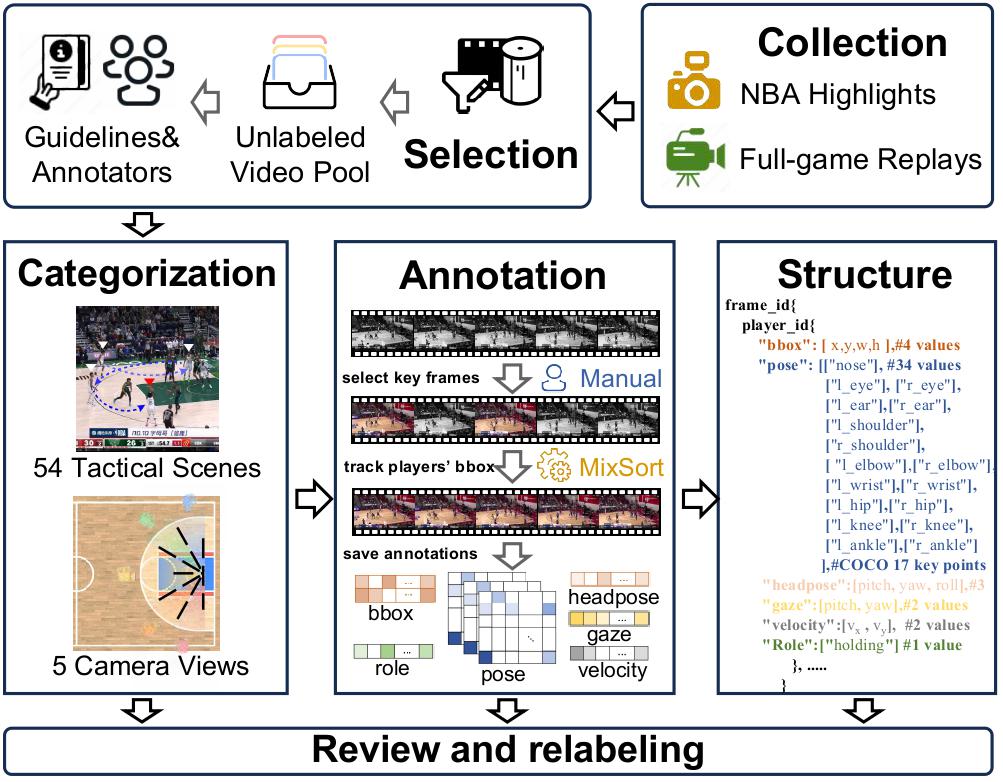 Collection
NBA Highlights
Full-game Replays
Selection
Unlabeled
Video Pool
Guidelines&
Annotators
Categorization
30
26
54.7
54 Tactical Scenes
5 Camera Views
Annotation
select key frames
Manual
track players' bbox
MixSort
save annotations
...
bbox
...
role
pose
...
headpose
...
gaze
...
velocity
Structure
frame_id{
player_id{
"bbox": [ x,y,w,h ],#4 values
"pose": [["nose"], #34 values
["l_eye"], ["r_eye"],
["l_ear"],["r_ear"],
["l_shoulder"],
["r_shoulder"],
[ "l_elbow"],["r_elbow"],
["l_wrist"],["r_wrist"],
["l_hip"],["r_hip"],
["l_knee"],["r_knee"],
["l_ankle"],["r_ankle"]
],#COCO 17 key points
"headpose":[pitch, yaw, roll],#3
"gaze":[pitch, yaw],#2 values
"velocity":[vx , vy], #2 values
"Role":["holding"] #1 value
}, .....
}
Review and relabeling